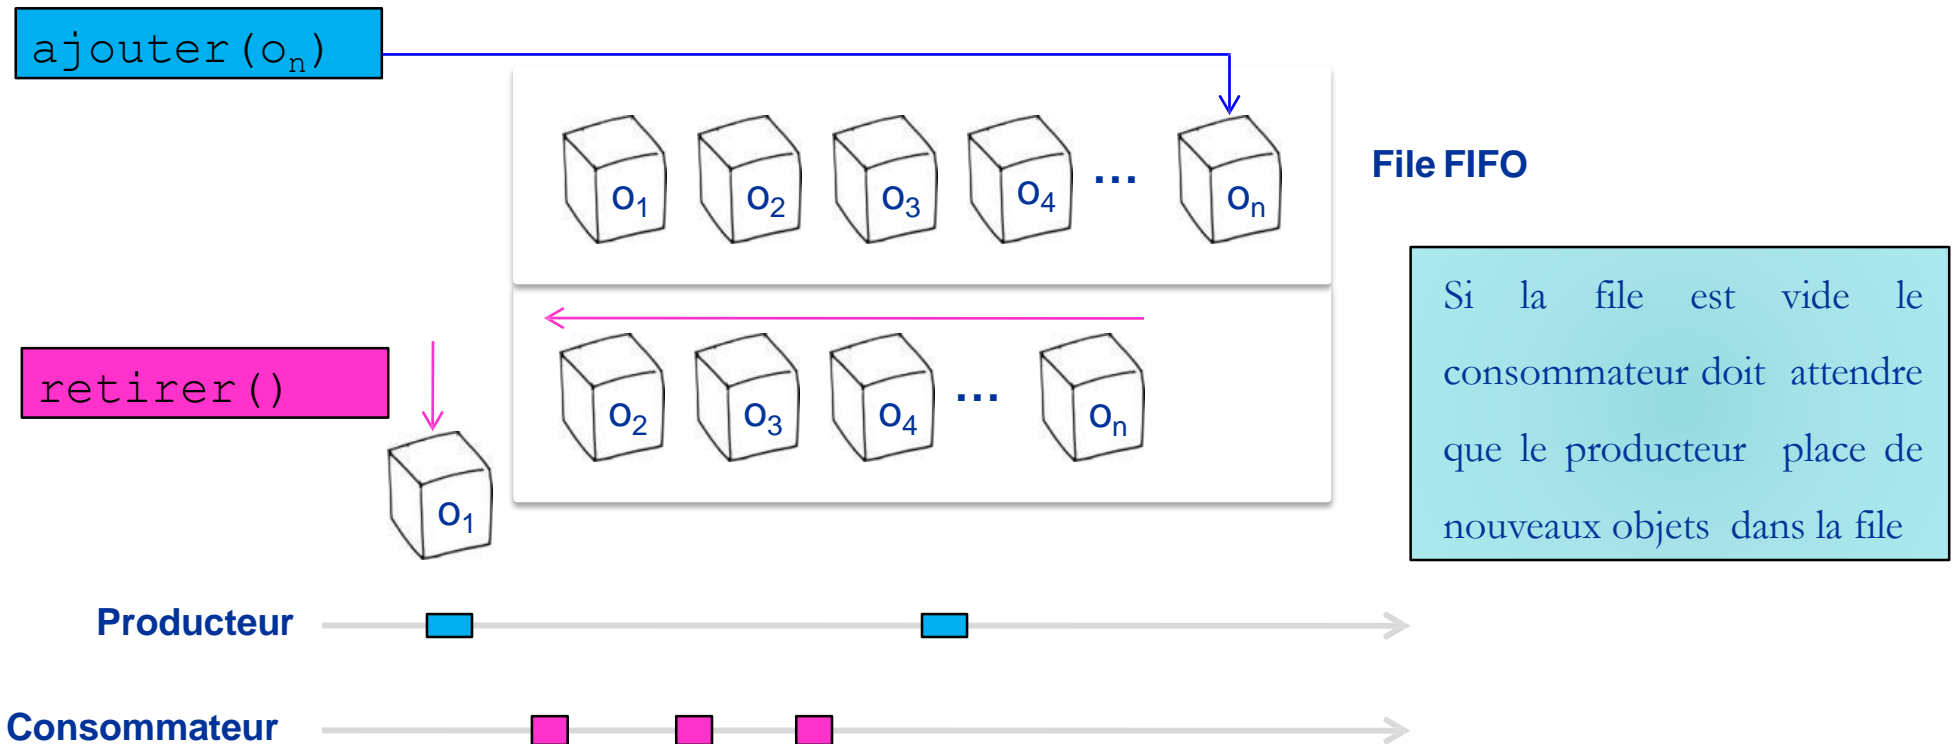 ajouter(oₙ)
o₁ o₂ o₃ o₄ ... oₙ
File FIFO
Si la file est vide le
consommateur doit attendre
que le producteur place de
nouveaux objets dans la file
retirer()
o₂ o₃ o₄ ... oₙ
o₁
Producteur
Consommateur